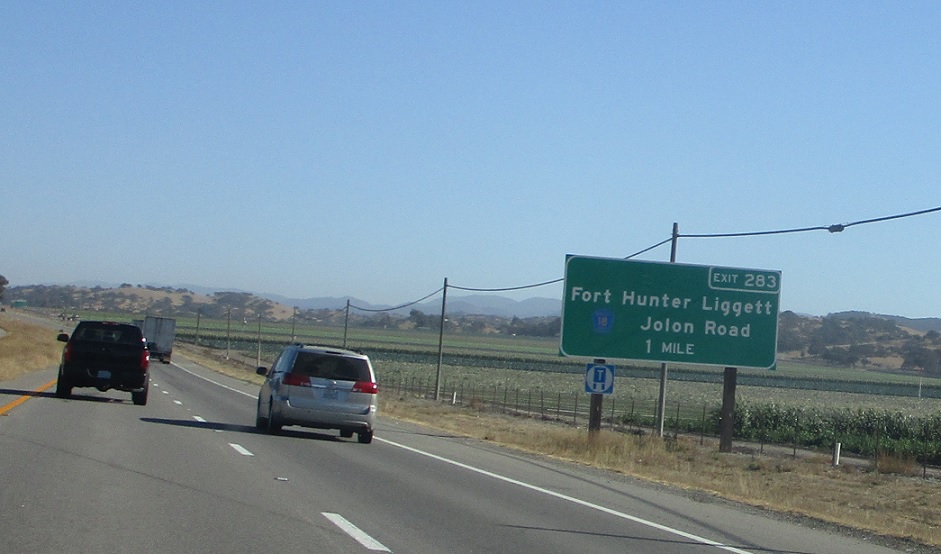 EXIT 283
Fort Hunter Liggett
Jolon Road
1 MILE
T